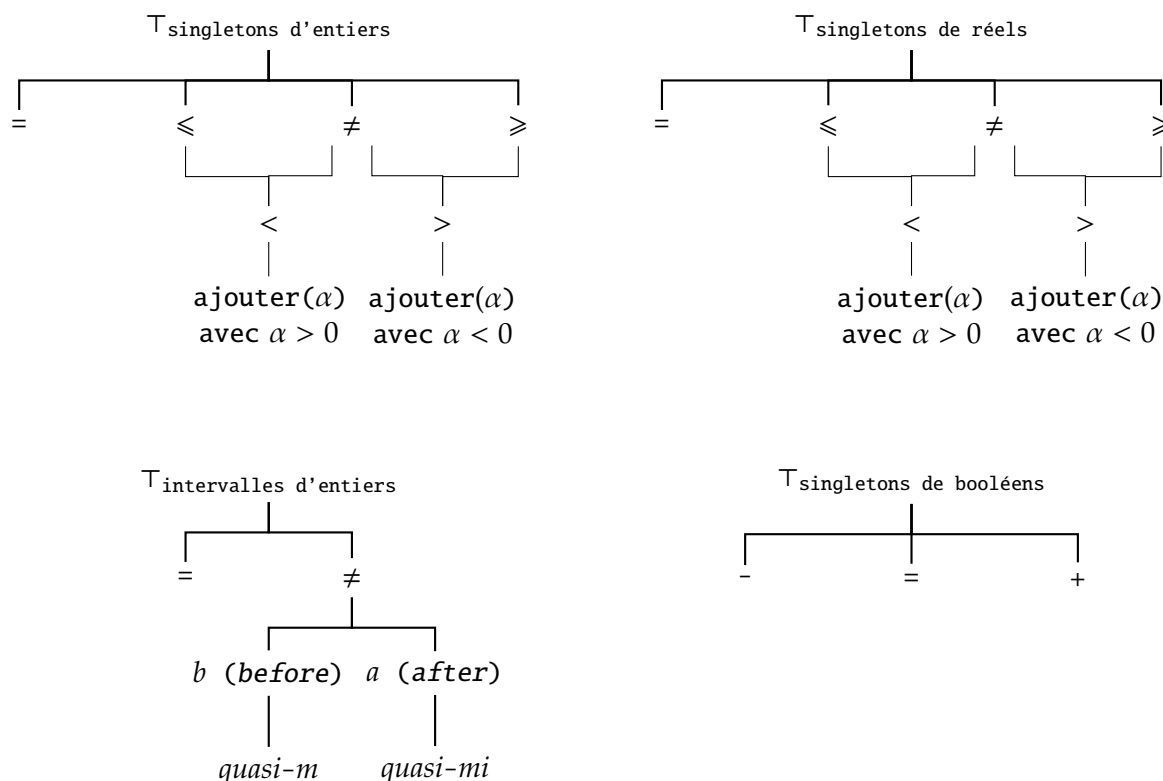 ⊤singletons d'entiers
= ⩽ ≠ ⩾
< >
ajouter(α) ajouter(α)
avec α > 0 avec α < 0
⊤singletons de réels
= ⩽ ≠ ⩾
< >
ajouter(α) ajouter(α)
avec α > 0 avec α < 0
⊤intervalles d'entiers
= ≠
b (before) a (after)
quasi-m quasi-mi
⊤singletons de booléens
- = +